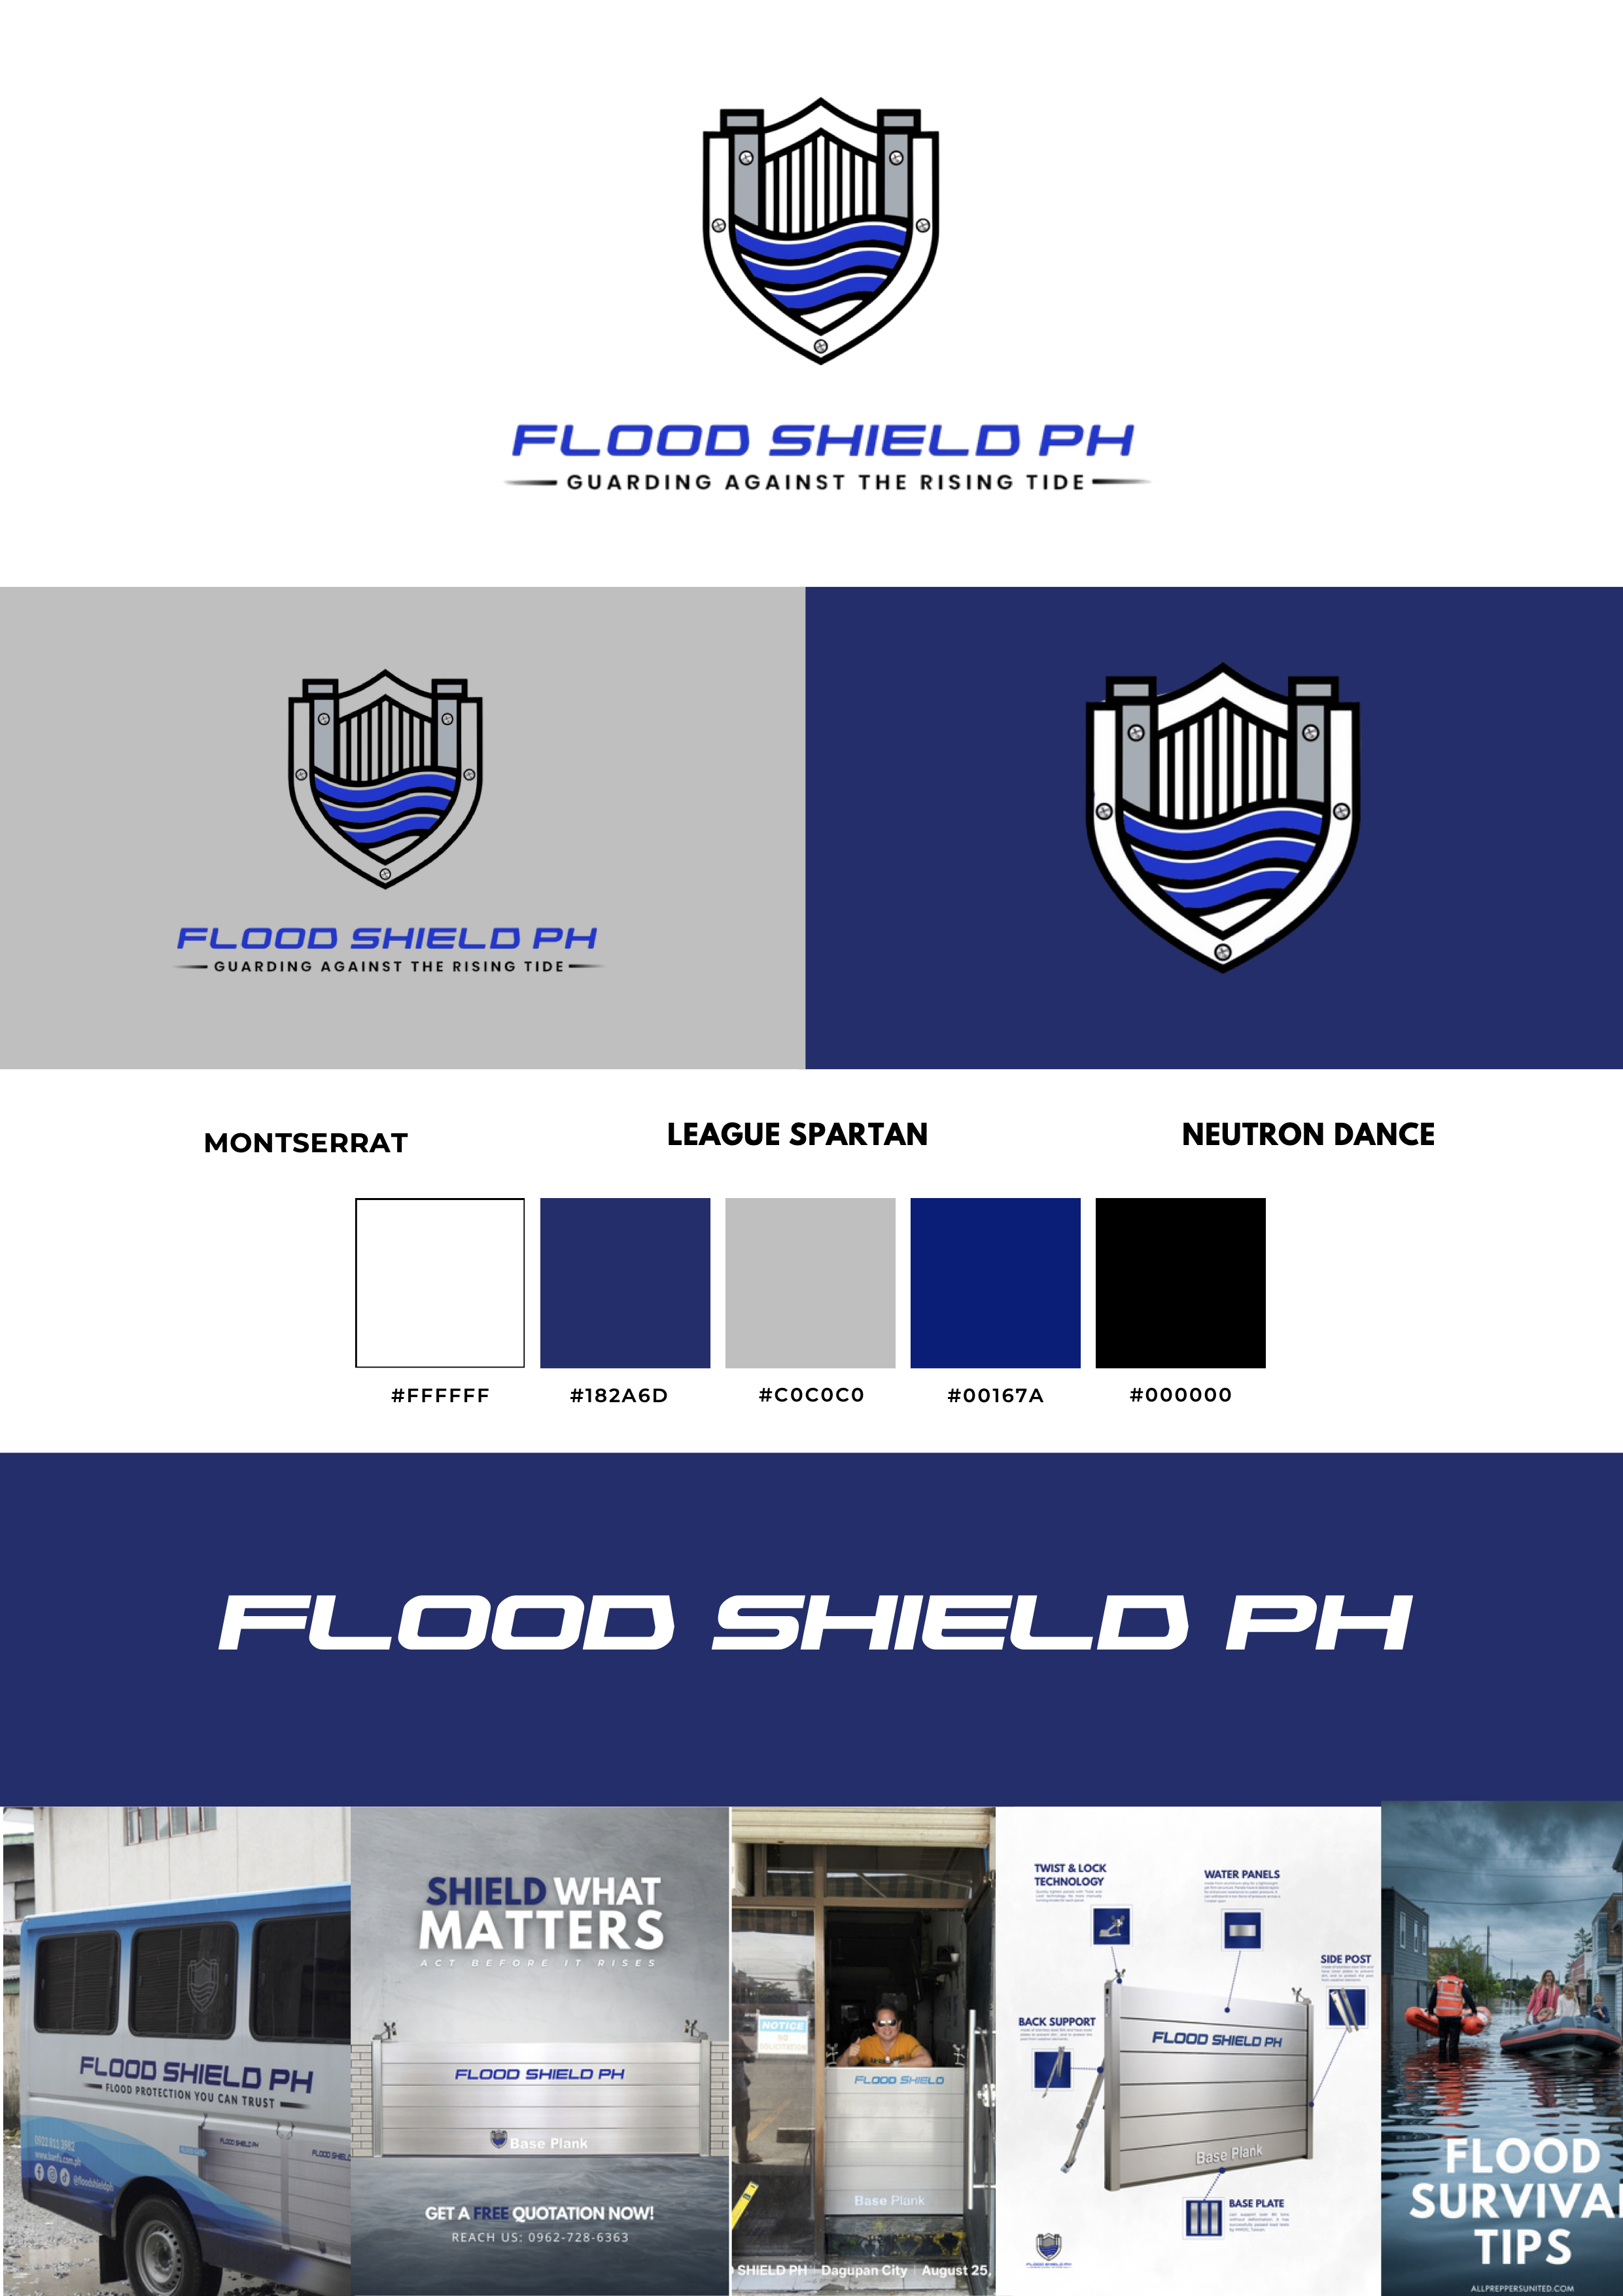 FLOOD SHIELD PH
GUARDING AGAINST THE RISING TIDE
FLOOD SHIELD PH
GUARDING AGAINST THE RISING TIDE
MONTSERRAT
LEAGUE SPARTAN
NEUTRON DANCE
#FFFFFF
#182A6D
#C0C0C0
#00167A
#000000
FLOOD SHIELD PH
FLOOD SHIELD PH
FLOOD PROTECTION YOU CAN TRUST
@floodshieldph
FLOOD SHIELD PH
SHIELD WHAT
MATTERS
ACT BEFORE IT RISES
FLOOD SHIELD PH
Base Plank
GET A FREE QUOTATION NOW!
REACH US: 0962-728-6363
NOTICE
NO
SOLICITATION
FLOOD SHIELD
Base Plank
SHIELD PH | Dagupan City | August 25,
TWIST & LOCK
TECHNOLOGY
WATER PANELS
SIDE POST
BACK SUPPORT
FLOOD SHIELD PH
Base Plank
BASE PLATE
FLOOD SHIELD PH
FLOOD
SURVIVAL
TIPS
ALLPREPPERSUNITED.COM